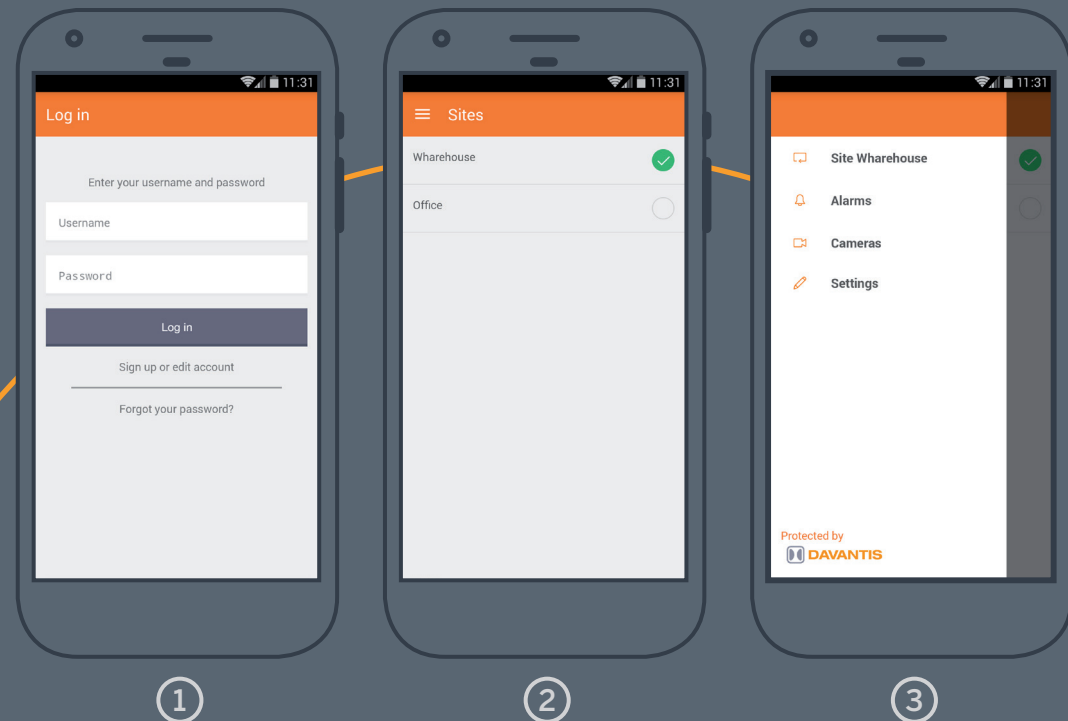 11:31
Log in
Enter your username and password
Username
Password
Log in
Sign up or edit account
Forgot your password?
1
11:31
Sites
Wharehouse
Office
2
11:31
Site Wharehouse
Alarms
Cameras
Settings
Protected by
DAVANTIS
3